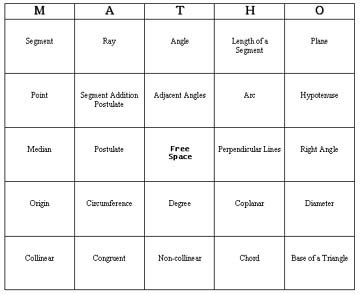 M A T H O
Segment Ray Angle Length of a
Segment Plane
Point Segment Addition
Postulate Adjacent Angles Arc Hypotenuse
Median Postulate Free
Space Perpendicular Lines Right Angle
Origin Circumference Degree Coplanar Diameter
Collinear Congruent Non-collinear Chord Base of a Triangle